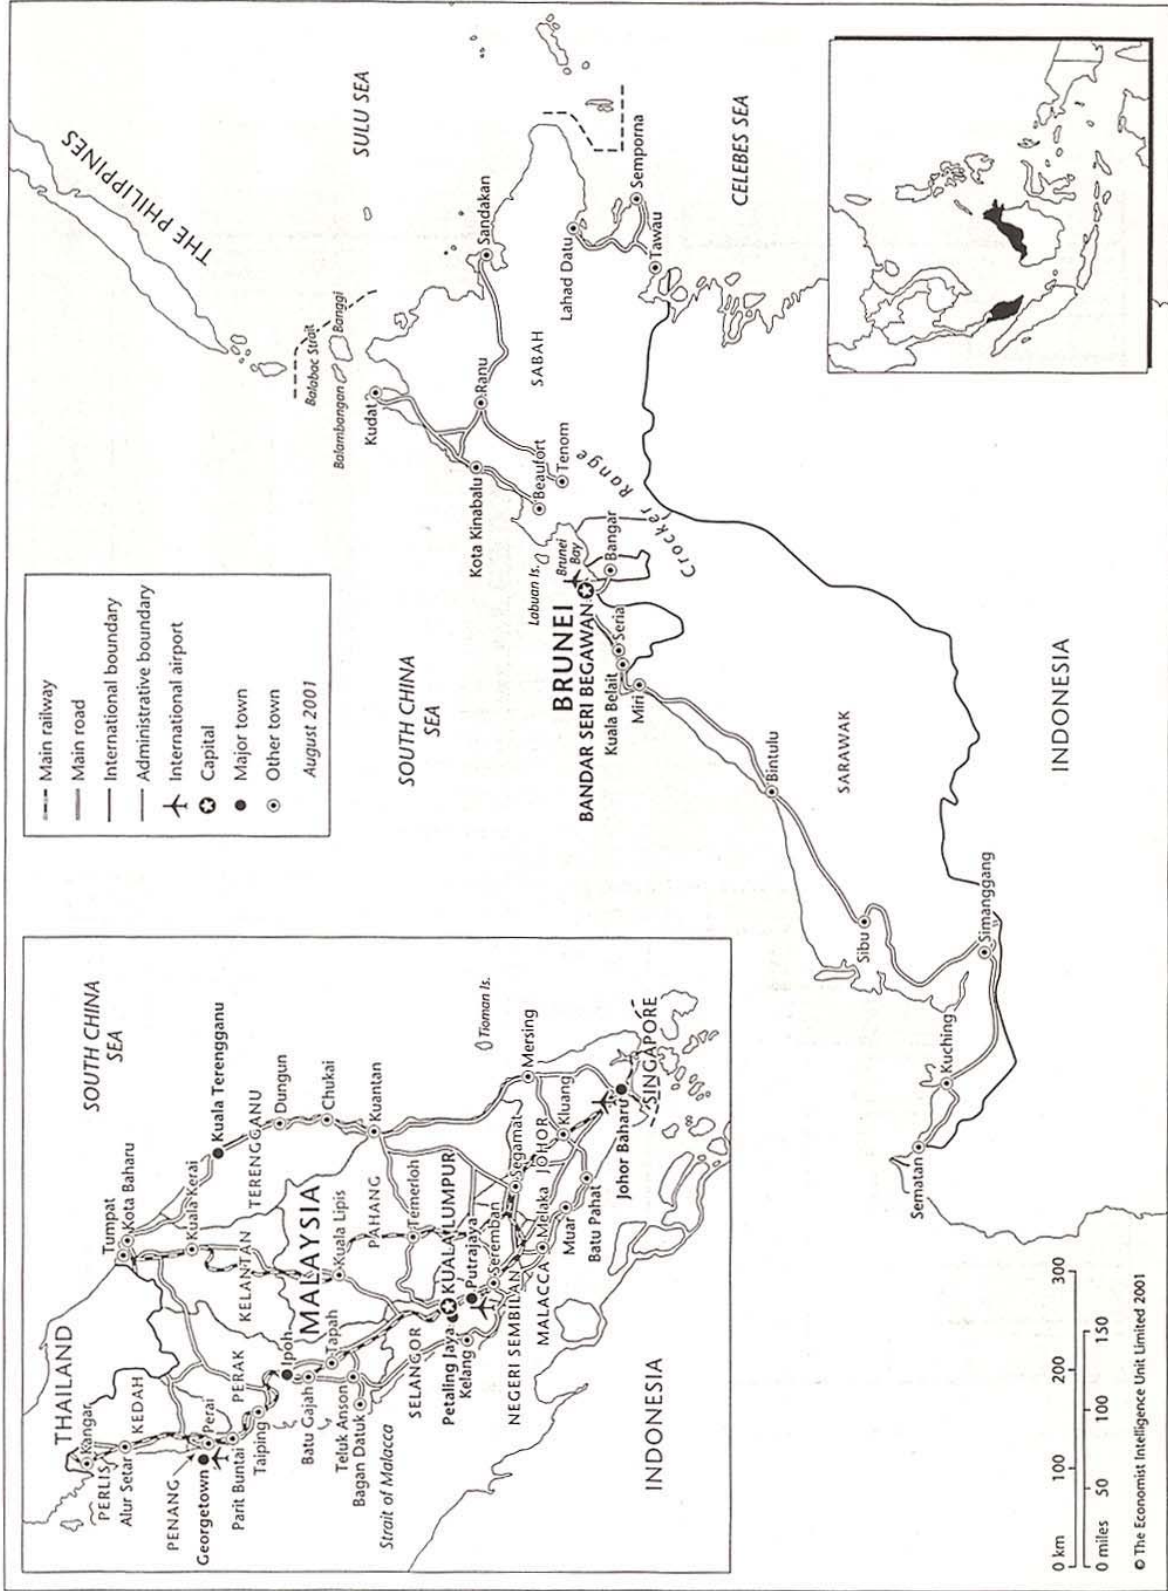 THAILAND
Kangar
PERLIS
Alur Setar
KEDAH
PENANG
Georgetown
Perai
Parit Buntai
Taiping
PERAK
Ipoh
Batu Gajah
Tapah
Teluk Anson
Bagan Datuk
Strait of Malacca
Tumpat
Kota Baharu
Kuala Kerai
KELANTAN
Kuala Terengganu
TERENGGANU
Dungun
Chukai
Kuantan
MALAYSIA
Kuala Lipis
PAHANG
Temerloh
SELANGOR
KUALA LUMPUR
Petaling Jaya
Kelang
Putrajaya
Seremban
NEGERI SEMBILAN
MALACCA
Melaka
Segamat
JOHOR
Muar
Batu Pahat
Kluang
Mersing
Tioman Is.
Johor Baharu
SINGAPORE
INDONESIA
SOUTH CHINA
SEA
Main railway
Main road
International boundary
Administrative boundary
International airport
Capital
Major town
Other town
August 2001
THE PHILIPPINES
SULU SEA
Balabac Strait
Balambangan
Banggi
Kudat
Kota Kinabalu
Ranu
Sandakan
SABAH
Beaufort
Tenom
Lahad Datu
Semporna
Tawau
CELEBES SEA
SOUTH CHINA
SEA
Labuan Is.
Brunei
Bay
BRUNEI
BANDAR SERI BEGAWAN
Bangar
Seria
Kuala Belait
Miri
Crocker Range
Bintulu
SARAWAK
Sibu
Simanggang
Kuching
Sematan
INDONESIA
0 km 100 200 300
0 miles 50 100 150
© The Economist Intelligence Unit Limited 2001